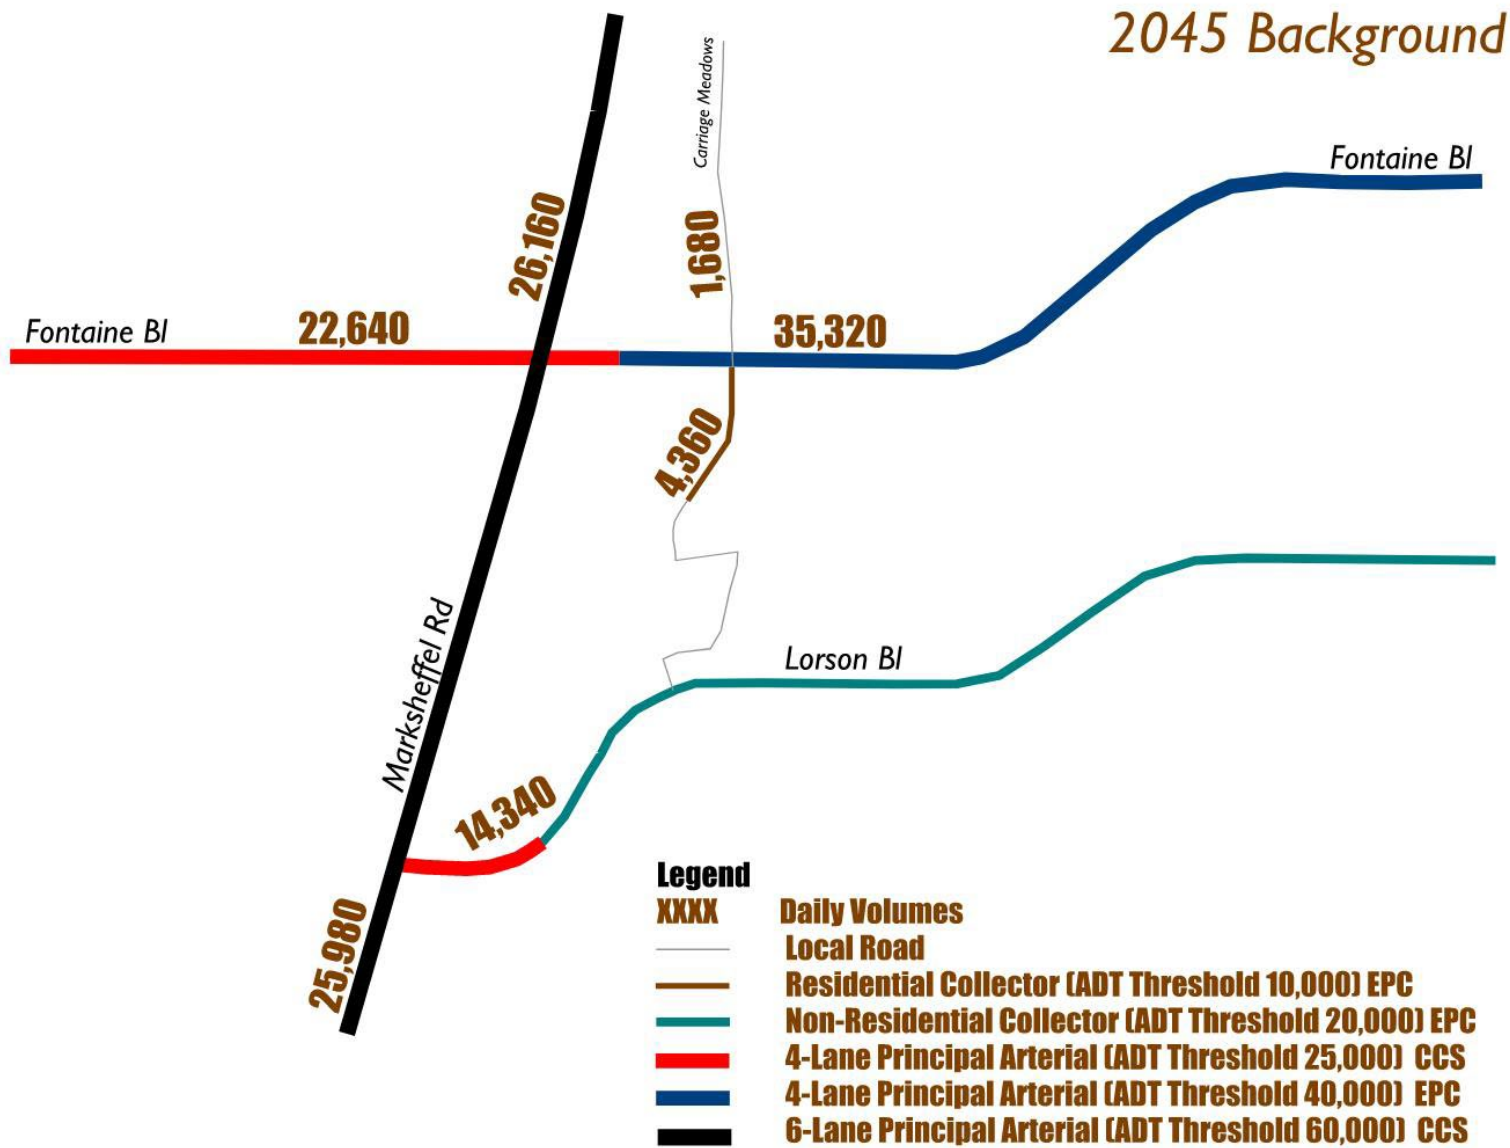 2045 Background
Carriage Meadows
Fontaine Bl
26,160
1,680
Fontaine Bl
22,640
35,320
4,360
Marksheffel Rd
Lorson Bl
14,340
25,980
Legend
XXXX Daily Volumes
Local Road
Residential Collector (ADT Threshold 10,000) EPC
Non-Residential Collector (ADT Threshold 20,000) EPC
4-Lane Principal Arterial (ADT Threshold 25,000) CCS
4-Lane Principal Arterial (ADT Threshold 40,000) EPC
6-Lane Principal Arterial (ADT Threshold 60,000) CCS